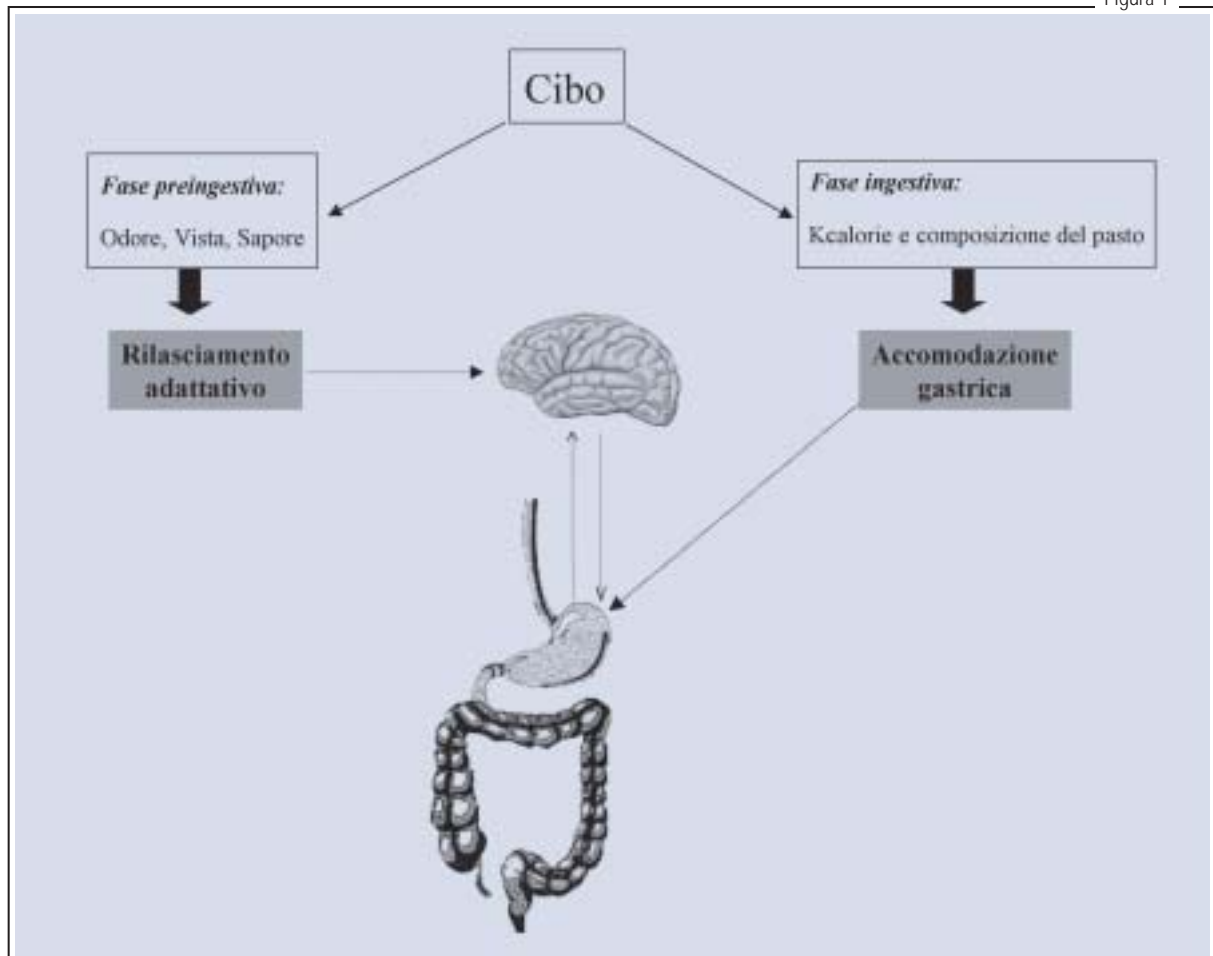 Figura 1
Cibo
Fase preingestiva:
Odore, Vista, Sapore
Fase ingestiva:
Kcalorie e composizione del pasto
Rilasciamento
adattativo
Accomodazione
gastrica